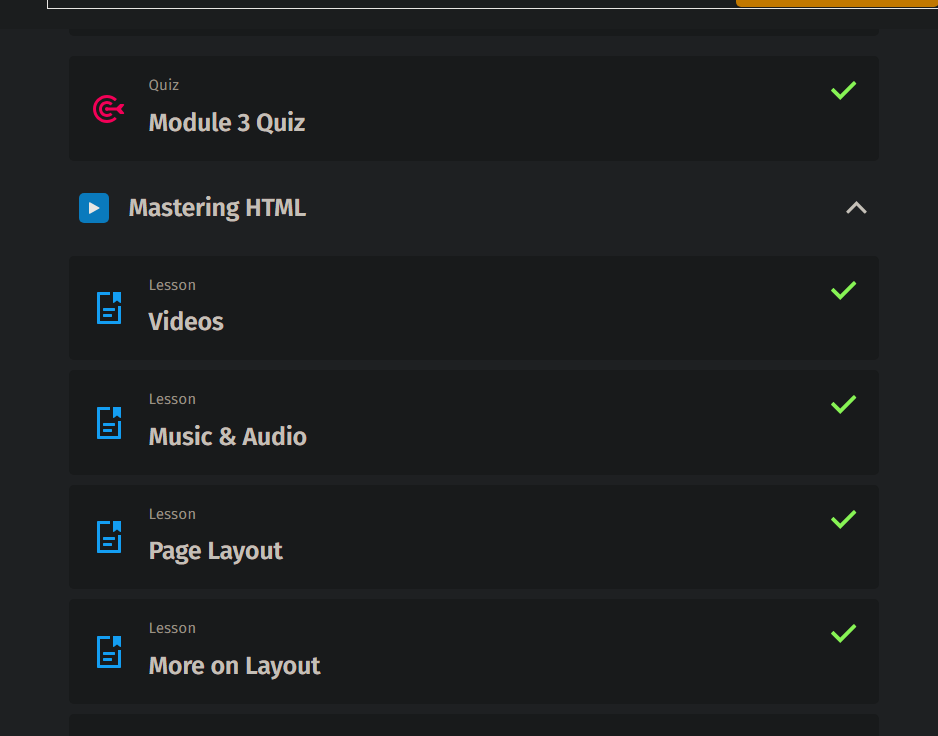 Quiz
Module 3 Quiz
Mastering HTML
Lesson
Videos
Lesson
Music & Audio
Lesson
Page Layout
Lesson
More on Layout